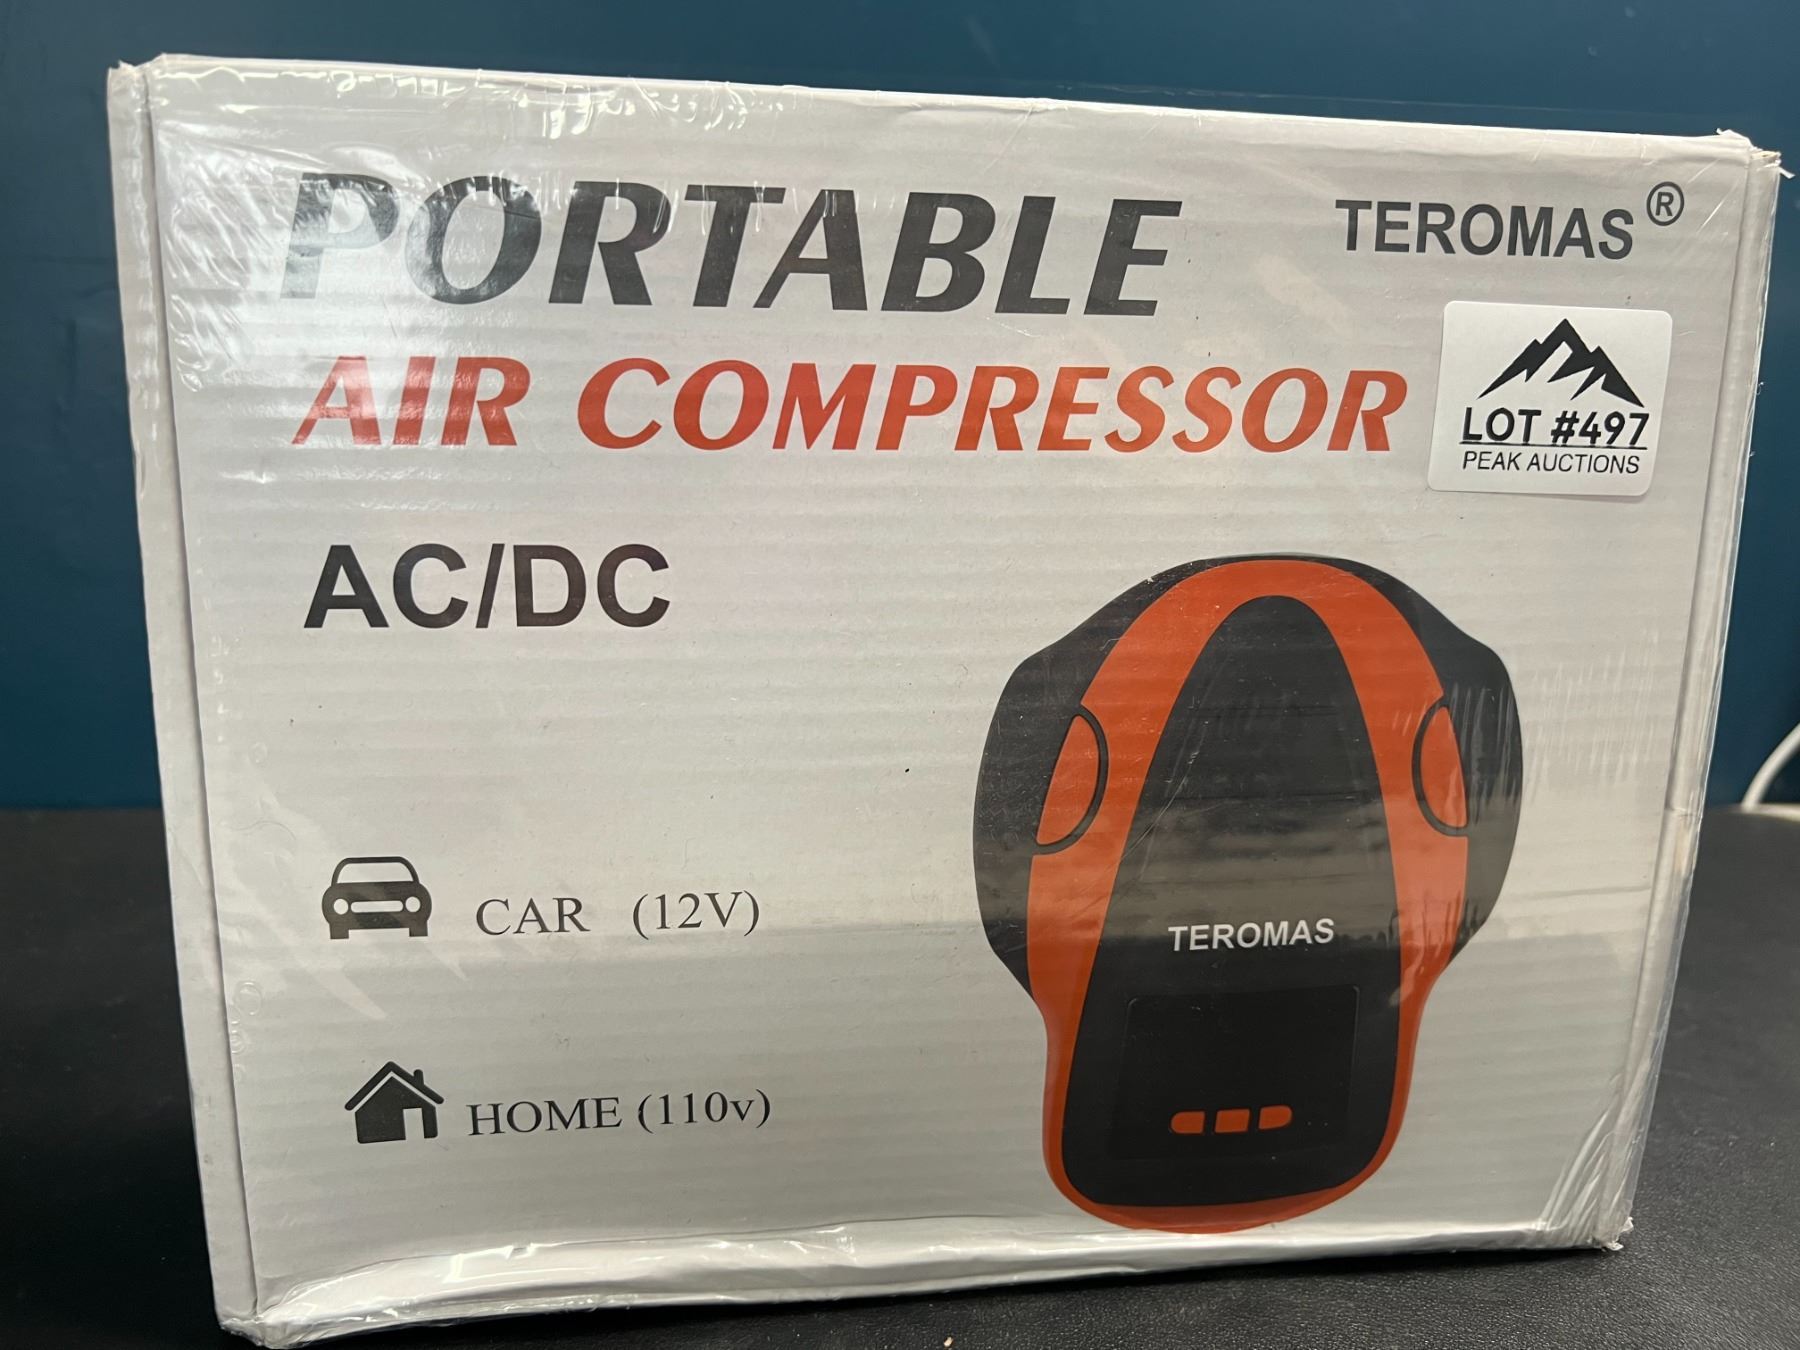 PORTABLE
TEROMAS®
AIR COMPRESSOR
LOT #497
PEAK AUCTIONS
AC/DC
CAR (12V)
TEROMAS
HOME (110v)